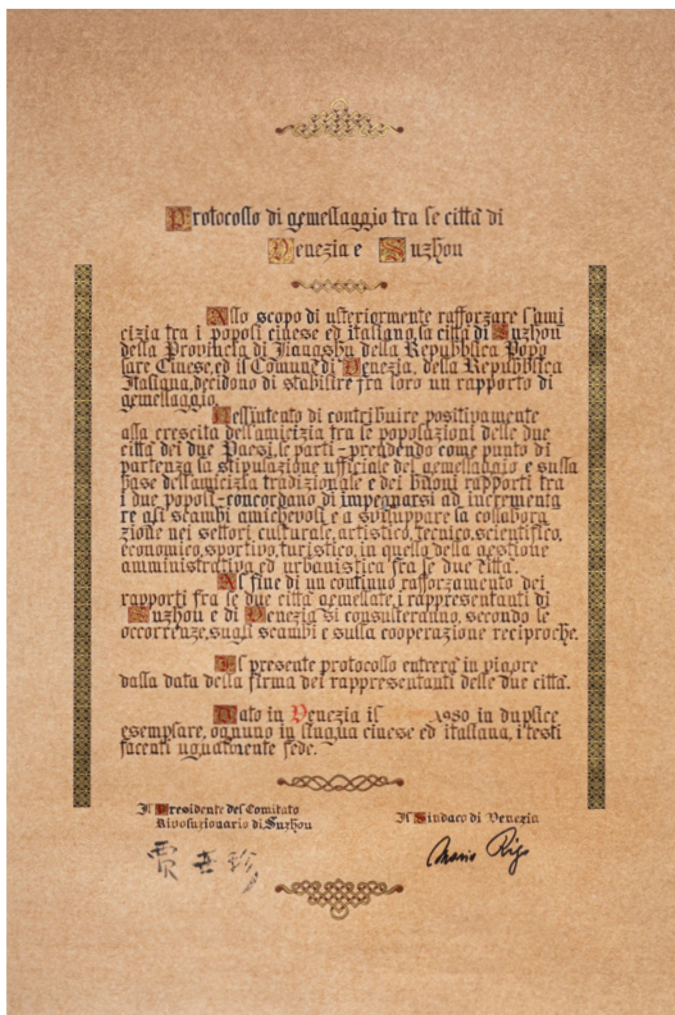 Protocollo di gemellaggio tra le città di
Venezia e Suzhou
Allo scopo di ulteriormente rafforzare l'ami
cizia tra i popoli cinese ed italiano, la città di Suzhou
della Provincia di Jiangshu della Repubblica Popo
lare Cinese, ed il Comune di Venezia, della Repubblica
Italiana, decidono di stabilire fra loro un rapporto di
gemellaggio.
Nell'intento di contribuire positivamente
alla crescita dell'amicizia tra le popolazioni delle due
città dei due Paesi, le parti - prendendo come punto di
partenza la stipulazione ufficiale del gemellaggio e sulla
base dell'amicizia tradizionale e dei buoni rapporti tra
i due popoli - concordano di impegnarsi ad incrementa
re gli scambi amichevoli e a sviluppare la collabora
zione nei settori culturale, artistico, tecnico, scientifico,
economico, sportivo, turistico, in quello della gestione
amministrativa ed urbanistica fra le due città.
Al fine di un continuo rafforzamento dei
rapporti fra le due città gemellate, i rappresentanti di
Suzhou e di Venezia si consulteranno, secondo le
occorrenze, sugli scambi e sulla cooperazione reciproche.
Il presente protocollo entrerà in vigore
dalla data della firma dei rappresentanti delle due città.
Dato in Venezia il 1980 in duplice
esemplare, ognuno in lingua cinese ed italiana, i testi
facenti ugualmente fede.
Il Presidente del Comitato
Rivoluzionario di Suzhou
Il Sindaco di Venezia
贾 珍
Mario Rigo